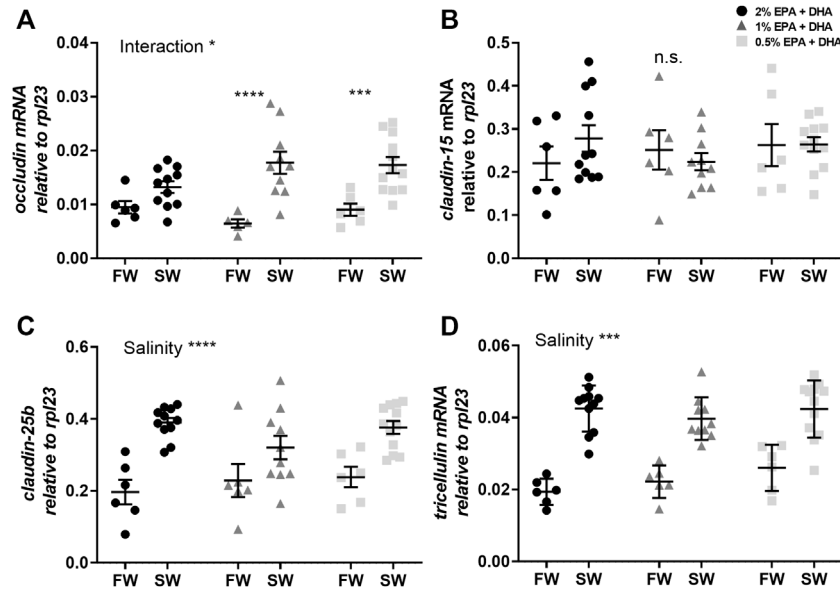 A
Interaction *
****
***
occludin mRNA
relative to rpl23
0.04
0.03
0.02
0.01
0.00
FW SW FW SW FW SW
B
2% EPA + DHA
1% EPA + DHA
0.5% EPA + DHA
n.s.
claudin-15 mRNA
relative to rpl23
0.5
0.4
0.3
0.2
0.1
0.0
FW SW FW SW FW SW
C
Salinity ****
claudin-25b
relative to rpl23
0.6
0.4
0.2
0.0
FW SW FW SW FW SW
D
Salinity ***
tricellulin mRNA
relative to rpl23
0.06
0.04
0.02
0.00
FW SW FW SW FW SW